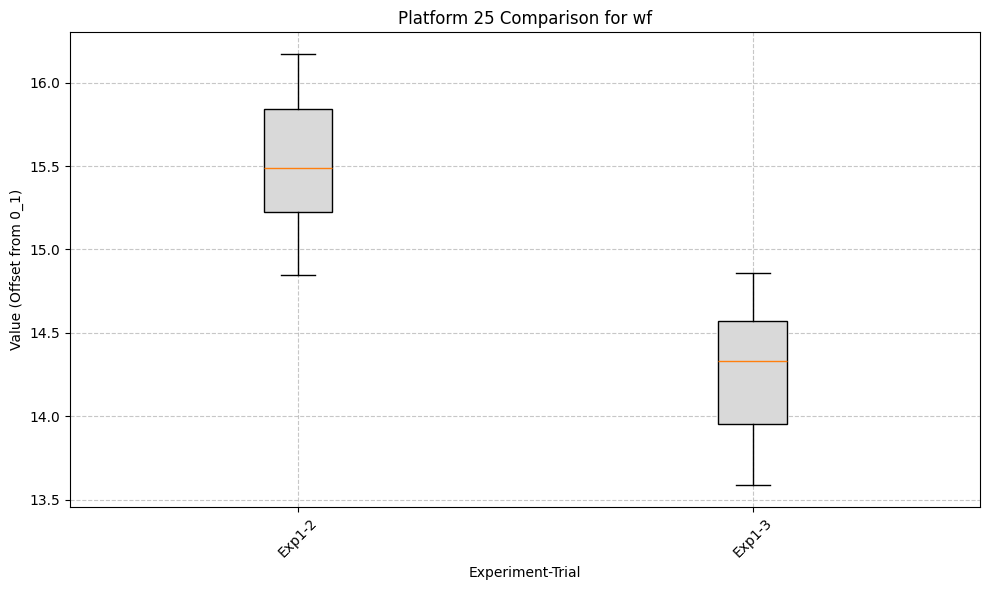 Platform 25 Comparison for wf
16.0
15.5
15.0
14.5
14.0
13.5
Value (Offset from 0_1)
Exp1-2
Exp1-3
Experiment-Trial